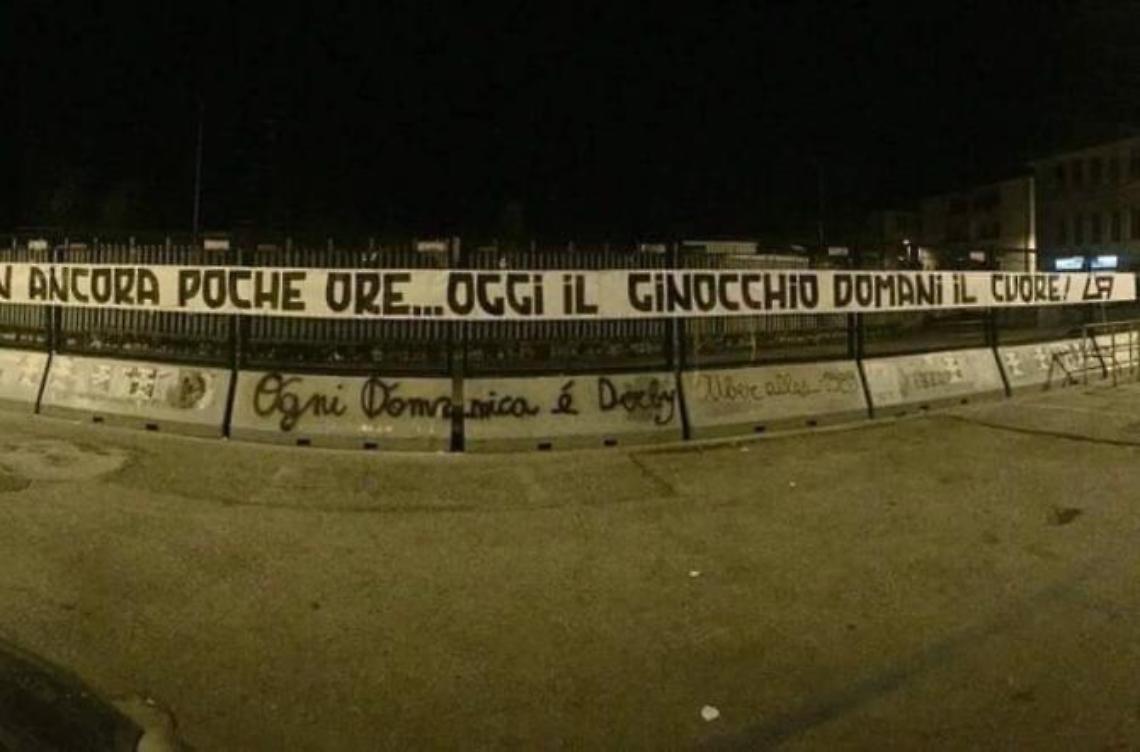 N ANCORA POCHE ORE...OGGI IL GINOCCHIO DOMANI IL CUORE!
Ogni Domenica é Derby